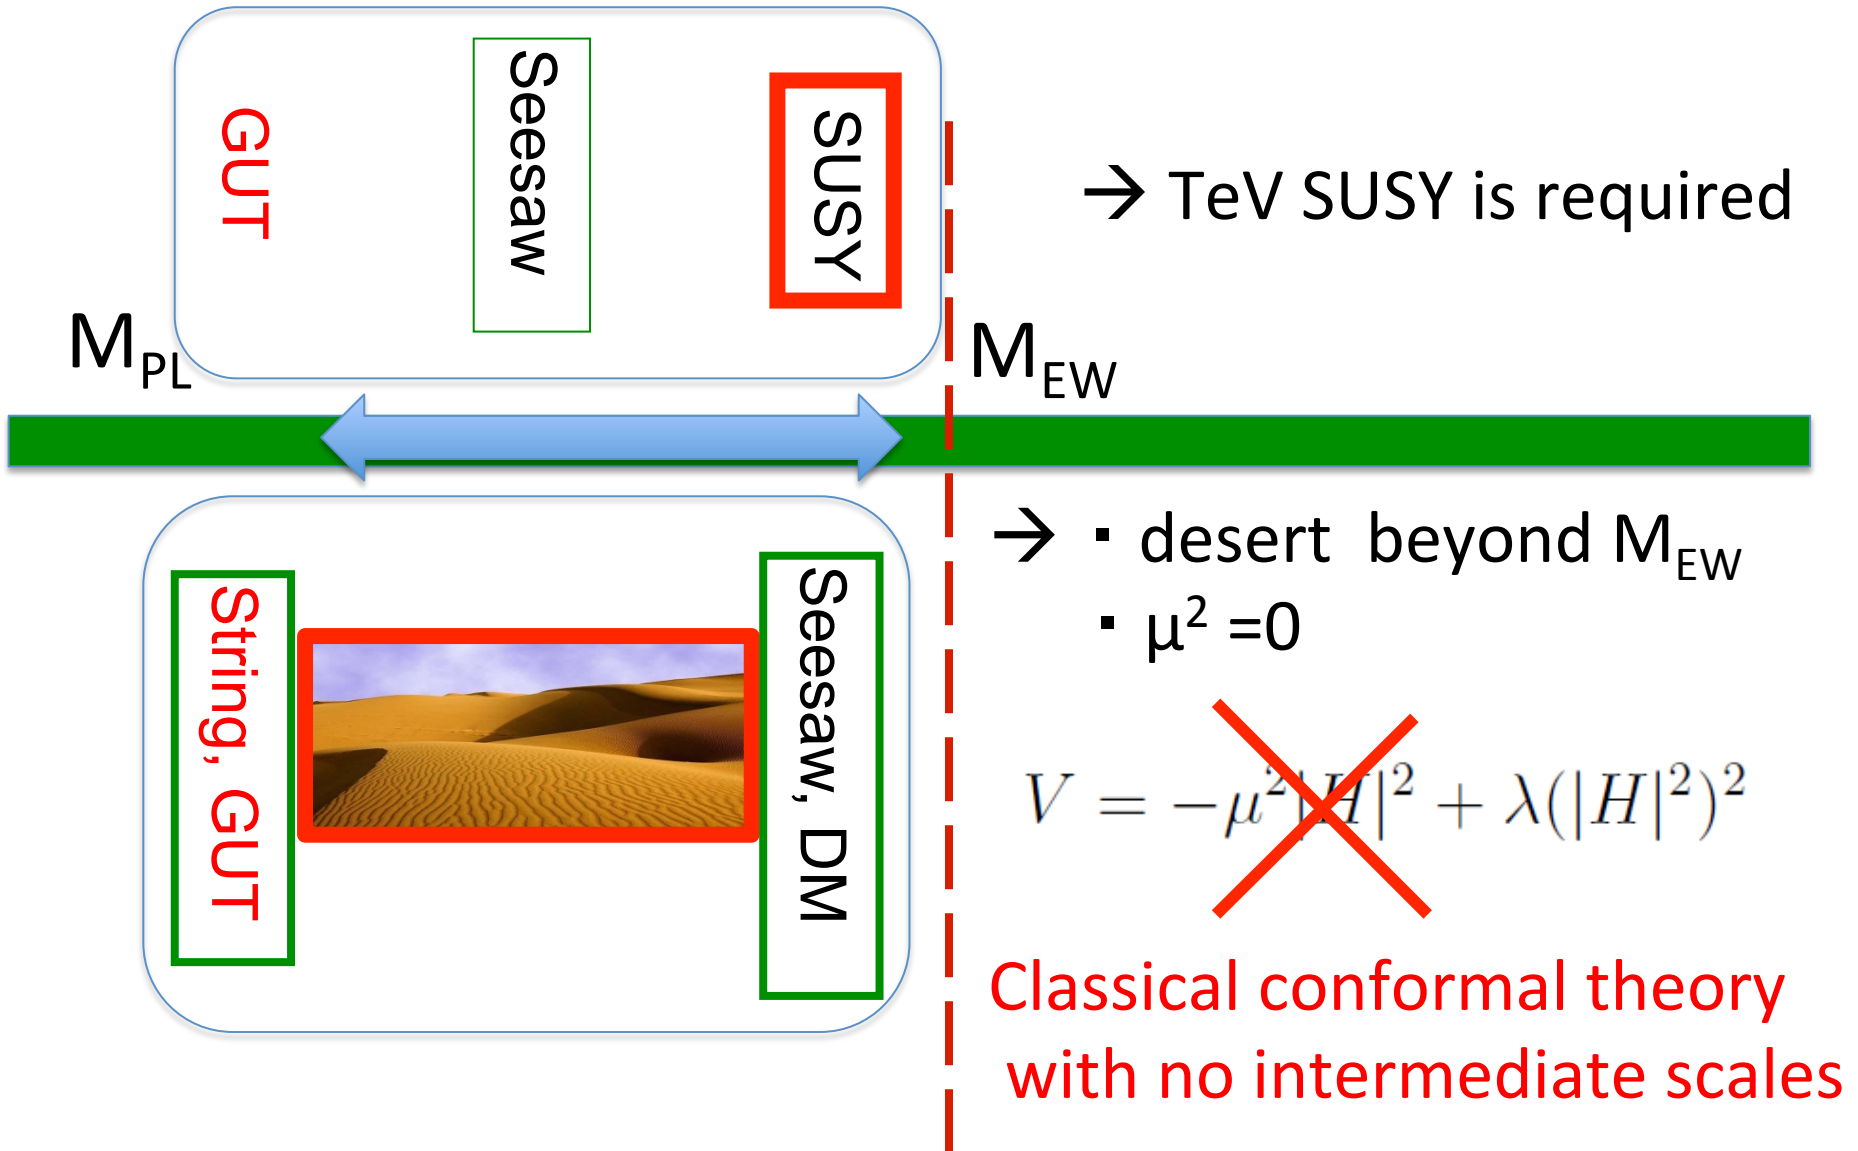 GUT
Seesaw
SUSY
→ TeV SUSY is required
M_PL
M_EW
String, GUT
Seesaw, DM
→ ・desert beyond M_EW
・μ² =0
V = −μ²|H|² + λ(|H|²)²
Classical conformal theory
with no intermediate scales